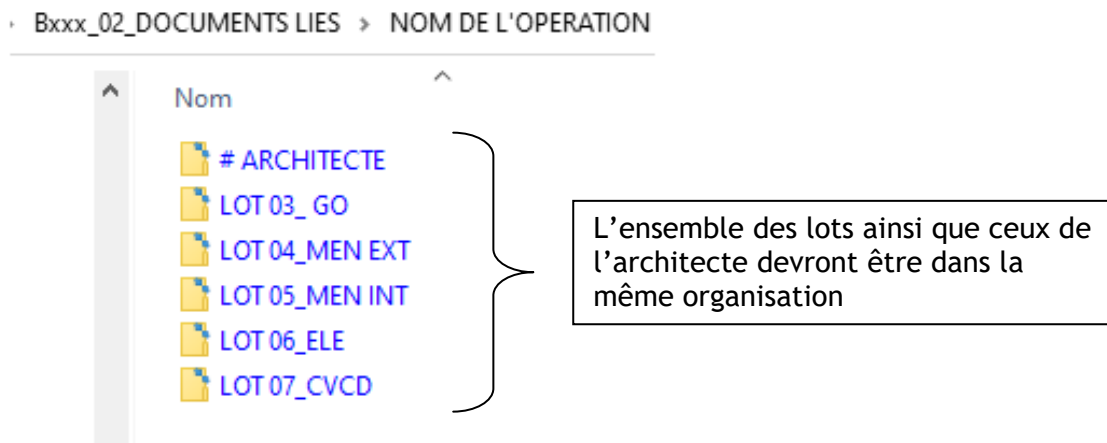 Bxxx_02_DOCUMENTS LIES > NOM DE L'OPERATION
Nom
# ARCHITECTE
LOT 03_ GO
LOT 04_MEN EXT
LOT 05_MEN INT
LOT 06_ELE
LOT 07_CVCD
L’ensemble des lots ainsi que ceux de
l’architecte devront être dans la
même organisation